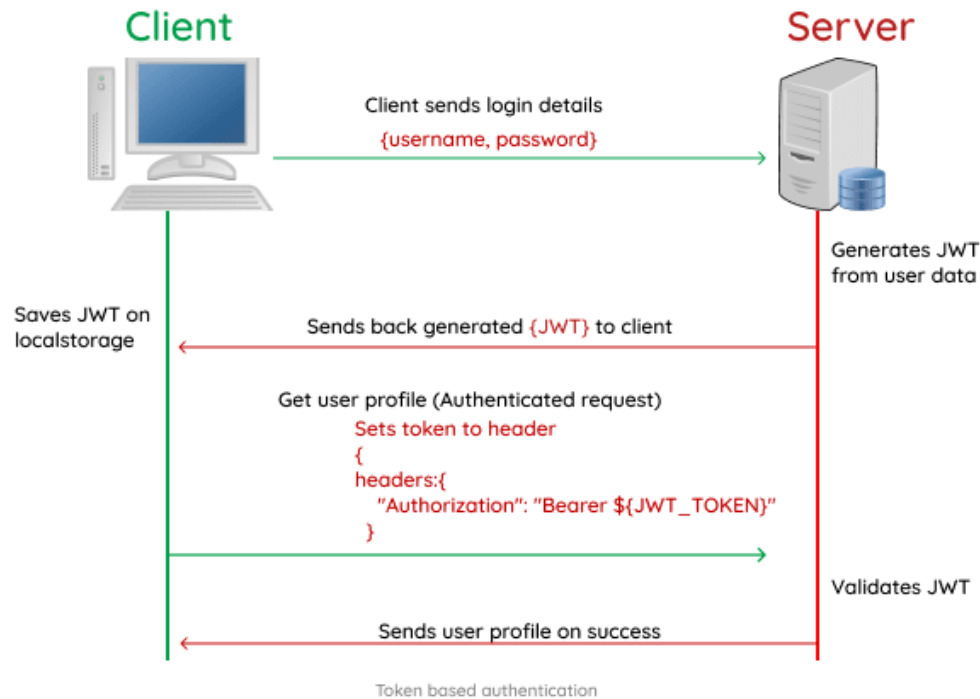 Client
Server
Client sends login details
{username, password}
Generates JWT
from user data
Saves JWT on
localstorage
Sends back generated {JWT} to client
Get user profile (Authenticated request)
Sets token to header
{
headers:{
"Authorization": "Bearer ${JWT_TOKEN}"
}
Validates JWT
Sends user profile on success
Token based authentication